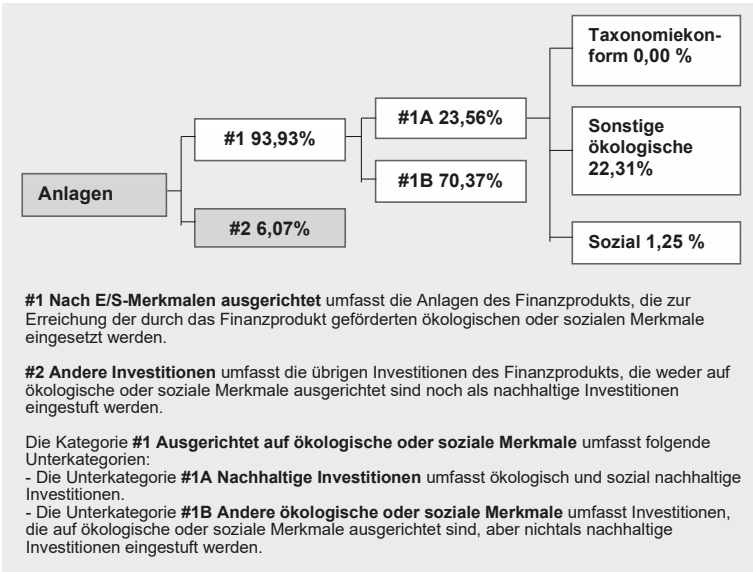 Taxonomiekon-
form 0,00 %
#1A 23,56%
#1 93,93%
Sonstige
ökologische
22,31%
#1B 70,37%
Anlagen
#2 6,07%
Sozial 1,25 %
#1 Nach E/S-Merkmalen ausgerichtet umfasst die Anlagen des Finanzprodukts, die zur
Erreichung der durch das Finanzprodukt geförderten ökologischen oder sozialen Merkmale
eingesetzt werden.
#2 Andere Investitionen umfasst die übrigen Investitionen des Finanzprodukts, die weder auf
ökologische oder soziale Merkmale ausgerichtet sind noch als nachhaltige Investitionen
eingestuft werden.
Die Kategorie #1 Ausgerichtet auf ökologische oder soziale Merkmale umfasst folgende
Unterkategorien:
- Die Unterkategorie #1A Nachhaltige Investitionen umfasst ökologisch und sozial nachhaltige
Investitionen.
- Die Unterkategorie #1B Andere ökologische oder soziale Merkmale umfasst Investitionen,
die auf ökologische oder soziale Merkmale ausgerichtet sind, aber nichtals nachhaltige
Investitionen eingestuft werden.